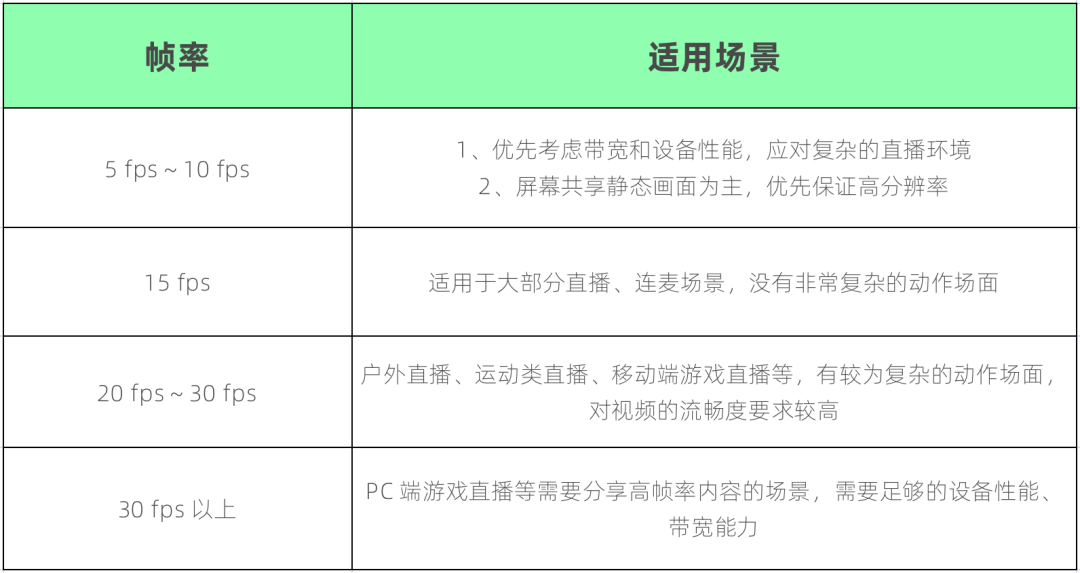 帧率
适用场景
5 fps ~ 10 fps
1、优先考虑带宽和设备性能，应对复杂的直播环境
2、屏幕共享静态画面为主，优先保证高分辨率
15 fps
适用于大部分直播、连麦场景，没有非常复杂的动作场面
20 fps ~ 30 fps
户外直播、运动类直播、移动端游戏直播等，有较为复杂的动作场面，
对视频的流畅度要求较高
30 fps 以上
PC 端游戏直播等需要分享高帧率内容的场景，需要足够的设备性能、
带宽能力